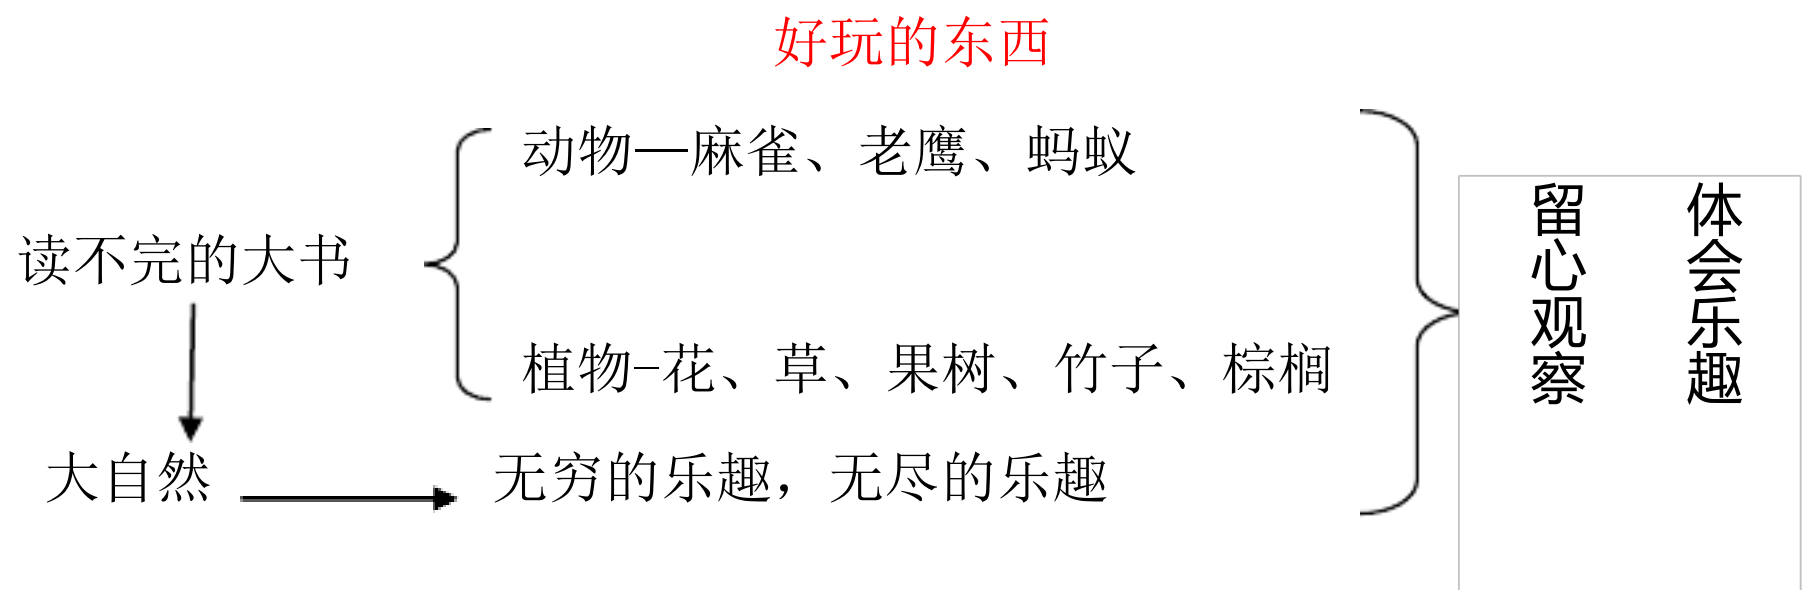 好玩的东西
动物—麻雀、老鹰、蚂蚁
读不完的大书
植物-花、草、果树、竹子、棕榈
大自然
无穷的乐趣，无尽的乐趣
留心观察
体会乐趣